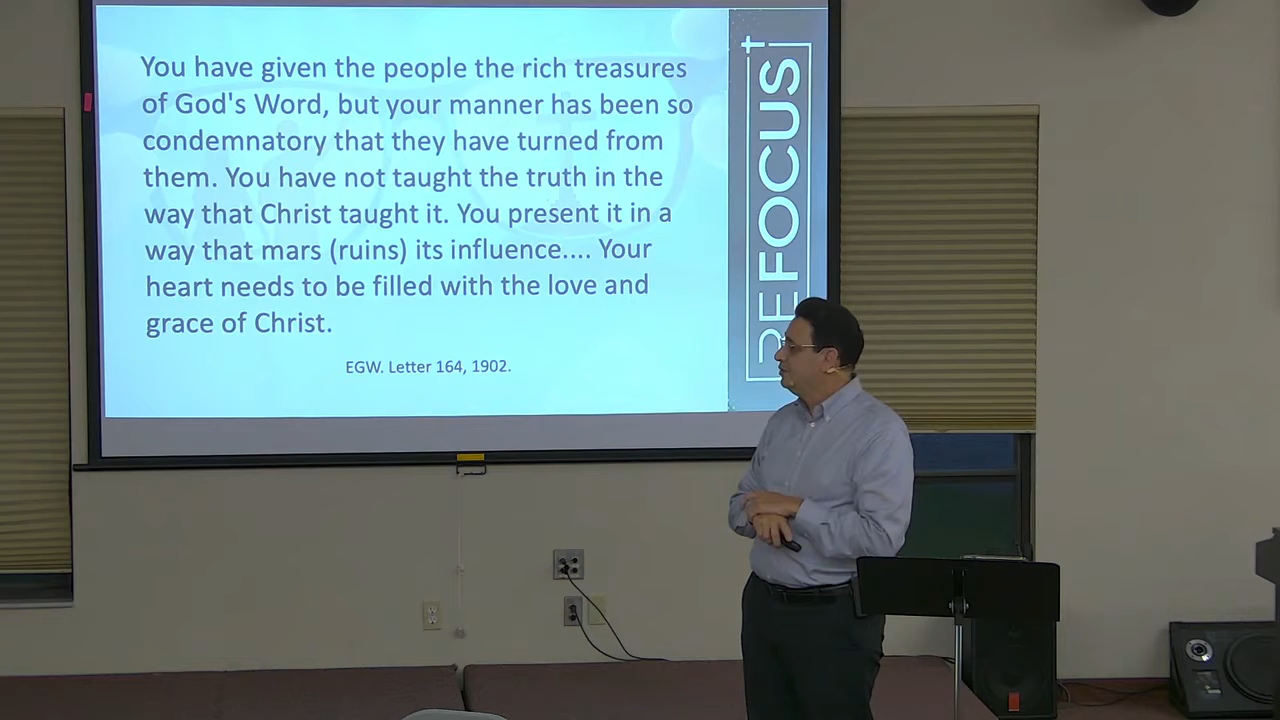 You have given the people the rich treasures
of God's Word, but your manner has been so
condemnatory that they have turned from
them. You have not taught the truth in the
way that Christ taught it. You present it in a
way that mars (ruins) its influence.... Your
heart needs to be filled with the love and
grace of Christ.
EGW. Letter 164, 1902.
REFOCUS